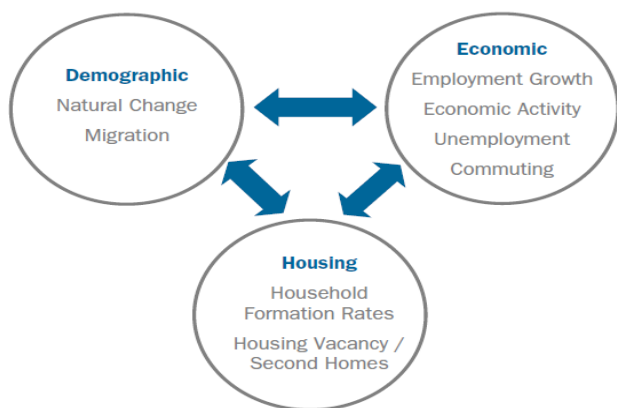 Demographic
Natural Change
Migration
Economic
Employment Growth
Economic Activity
Unemployment
Commuting
Housing
Household
Formation Rates
Housing Vacancy /
Second Homes